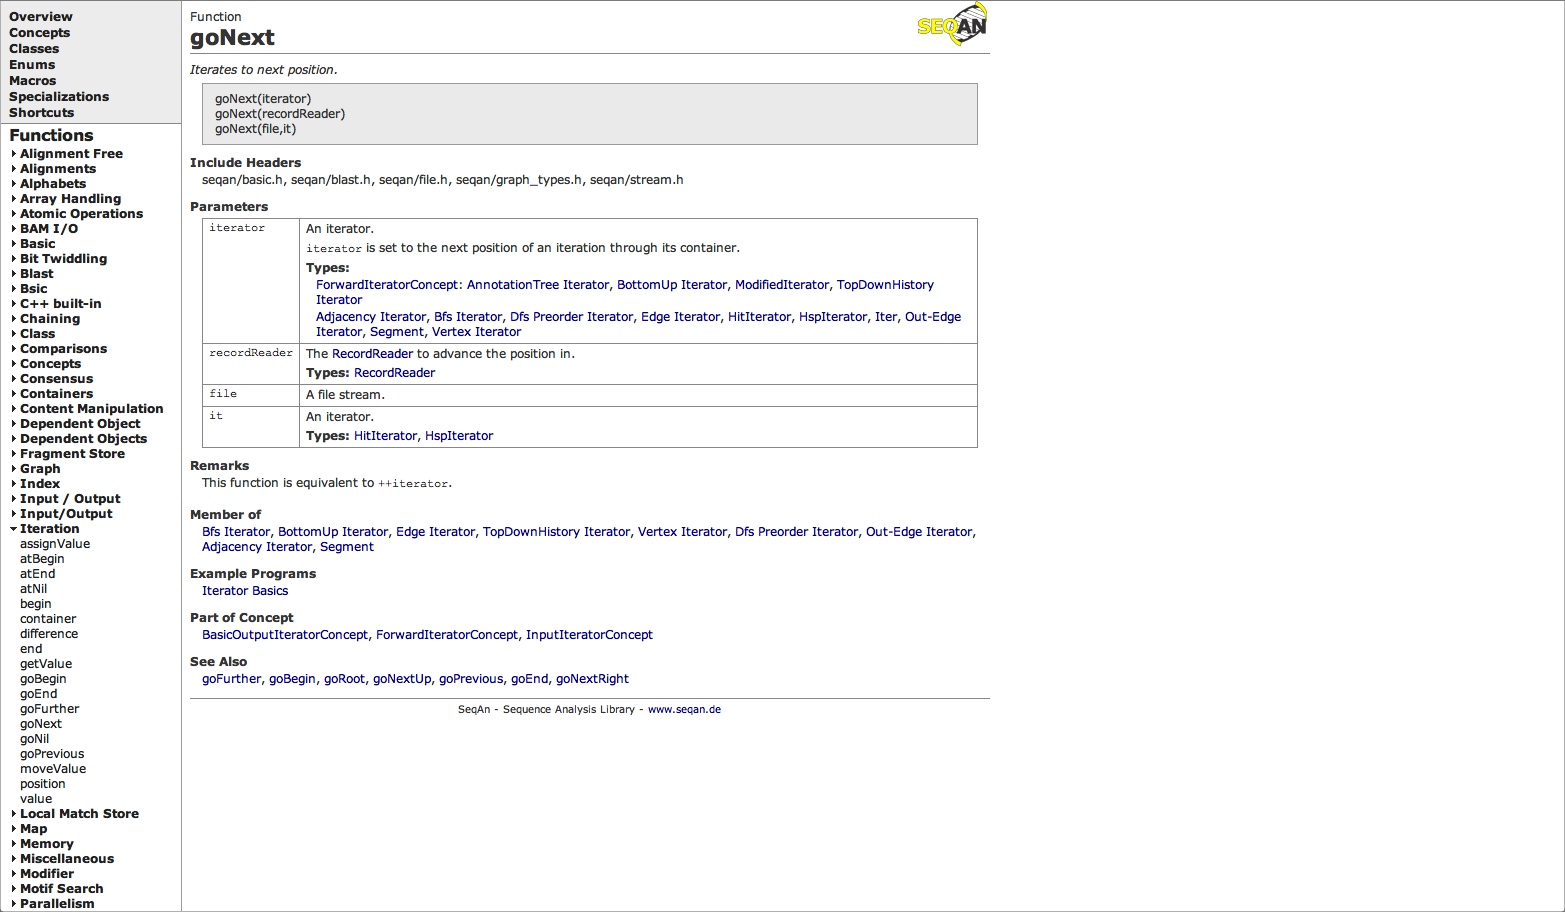 Overview
Concepts
Classes
Enums
Macros
Specializations
Shortcuts
Functions
Alignment Free
Alignments
Alphabets
Array Handling
Atomic Operations
BAM I/O
Basic
Bit Twiddling
Blast
Bsic
C++ built-in
Chaining
Class
Comparisons
Concepts
Consensus
Containers
Content Manipulation
Dependent Object
Dependent Objects
Fragment Store
Graph
Index
Input / Output
Input/Output
Iteration
assignValue
atBegin
atEnd
atNil
begin
container
difference
end
getValue
goBegin
goEnd
goFurther
goNext
goNil
goPrevious
moveValue
position
value
Local Match Store
Map
Memory
Miscellaneous
Modifier
Motif Search
Parallelism
Function
goNext
SEQAN
Iterates to next position.
goNext(iterator)
goNext(recordReader)
goNext(file,it)
Include Headers
seqan/basic.h, seqan/blast.h, seqan/file.h, seqan/graph_types.h, seqan/stream.h
Parameters
iterator
An iterator.
iterator is set to the next position of an iteration through its container.
Types:
ForwardIteratorConcept: AnnotationTree Iterator, BottomUp Iterator, ModifiedIterator, TopDownHistory
Iterator
Adjacency Iterator, Bfs Iterator, Dfs Preorder Iterator, Edge Iterator, HitIterator, HspIterator, Iter, Out-Edge
Iterator, Segment, Vertex Iterator
recordReader
The RecordReader to advance the position in.
Types: RecordReader
file
A file stream.
it
An iterator.
Types: HitIterator, HspIterator
Remarks
This function is equivalent to ++iterator.
Member of
Bfs Iterator, BottomUp Iterator, Edge Iterator, TopDownHistory Iterator, Vertex Iterator, Dfs Preorder Iterator, Out-Edge Iterator,
Adjacency Iterator, Segment
Example Programs
Iterator Basics
Part of Concept
BasicOutputIteratorConcept, ForwardIteratorConcept, InputIteratorConcept
See Also
goFurther, goBegin, goRoot, goNextUp, goPrevious, goEnd, goNextRight
SeqAn - Sequence Analysis Library - www.seqan.de